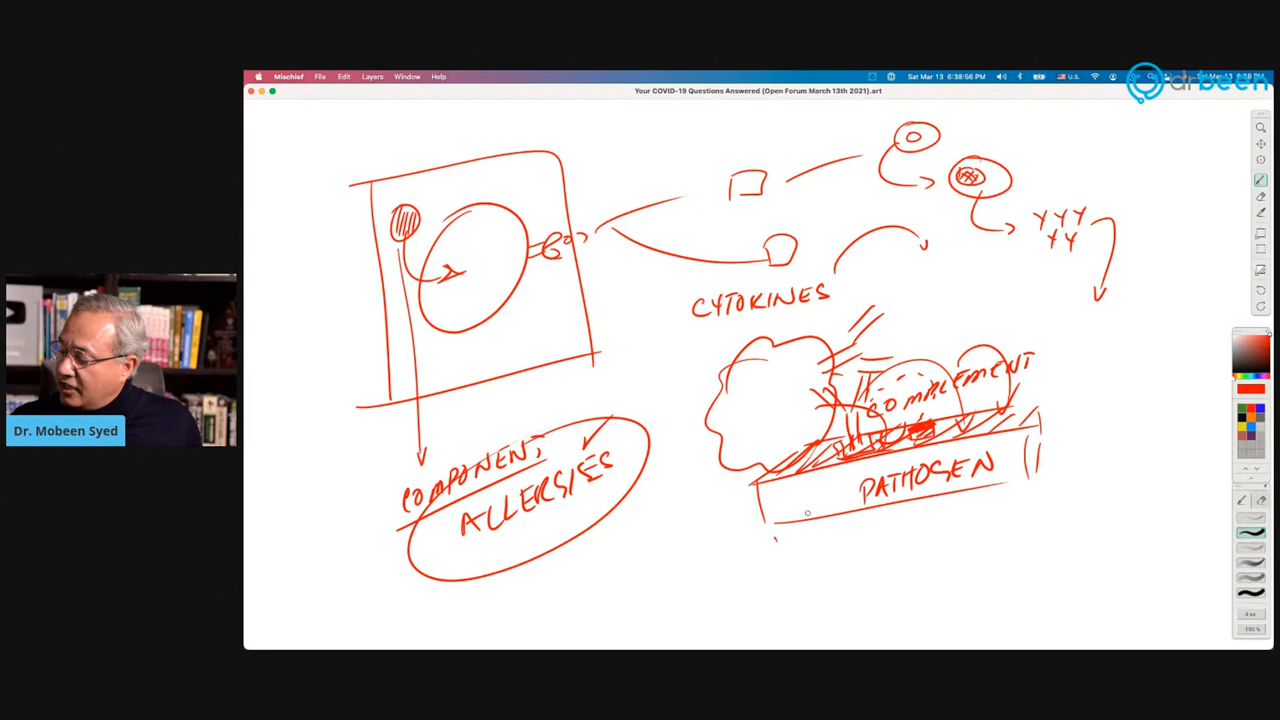 Mischief File Edit Layers Window Help
Sat Mar 13 6:38:56 PM
U.S.
drbeen
Your COVID-19 Questions Answered (Open Forum March 13th 2021).art
Y Y Y
Y Y
CYTOKINES
COMPLEMENT
PATHOGEN
COMPONENT
ALLERGIES
Dr. Mobeen Syed